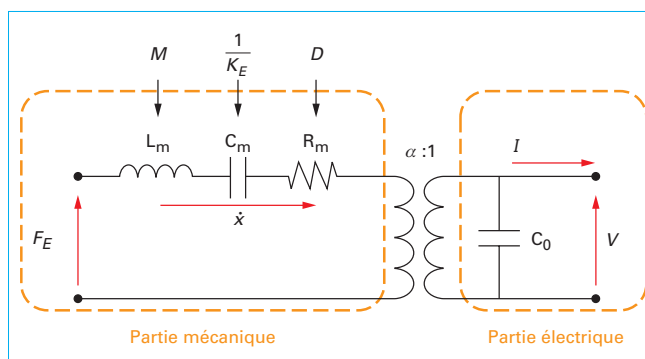 M
1
K_E
D
L_m
C_m
R_m
α :1
I
F_E
ẋ
C_0
V
Partie mécanique
Partie électrique